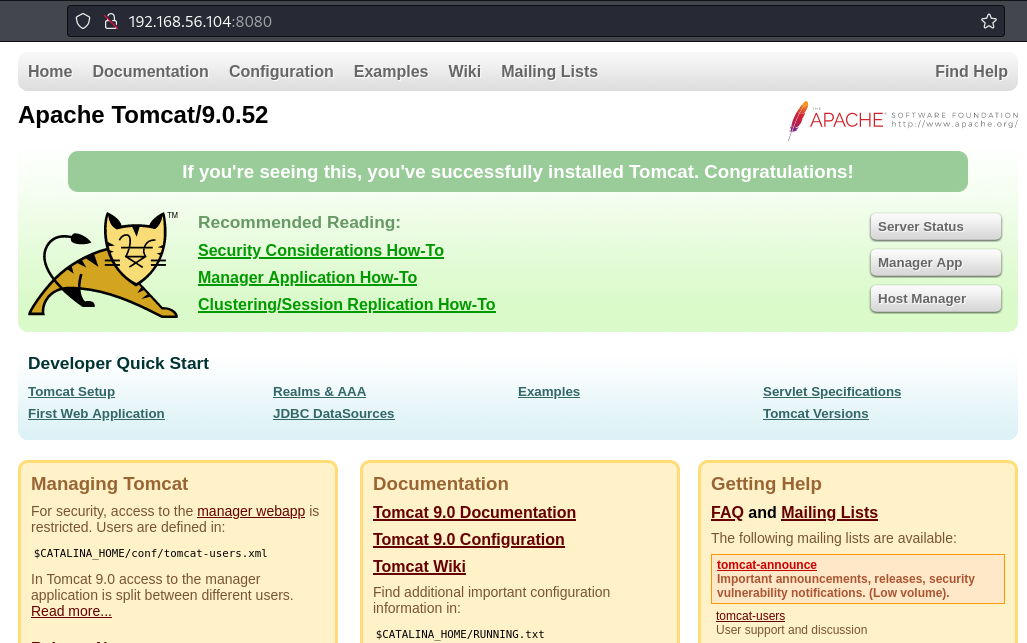 192.168.56.104:8080
Home Documentation Configuration Examples Wiki Mailing Lists Find Help
Apache Tomcat/9.0.52
THE APACHE® SOFTWARE FOUNDATION
http://www.apache.org/
If you're seeing this, you've successfully installed Tomcat. Congratulations!
TM
Recommended Reading:
Security Considerations How-To
Manager Application How-To
Clustering/Session Replication How-To
Server Status
Manager App
Host Manager
Developer Quick Start
Tomcat Setup
First Web Application
Realms & AAA
JDBC DataSources
Examples
Servlet Specifications
Tomcat Versions
Managing Tomcat
For security, access to the manager webapp is
restricted. Users are defined in:
$CATALINA_HOME/conf/tomcat-users.xml
In Tomcat 9.0 access to the manager
application is split between different users.
Read more...
Documentation
Tomcat 9.0 Documentation
Tomcat 9.0 Configuration
Tomcat Wiki
Find additional important configuration
information in:
$CATALINA_HOME/RUNNING.txt
Getting Help
FAQ and Mailing Lists
The following mailing lists are available:
tomcat-announce
Important announcements, releases, security
vulnerability notifications. (Low volume).
tomcat-users
User support and discussion